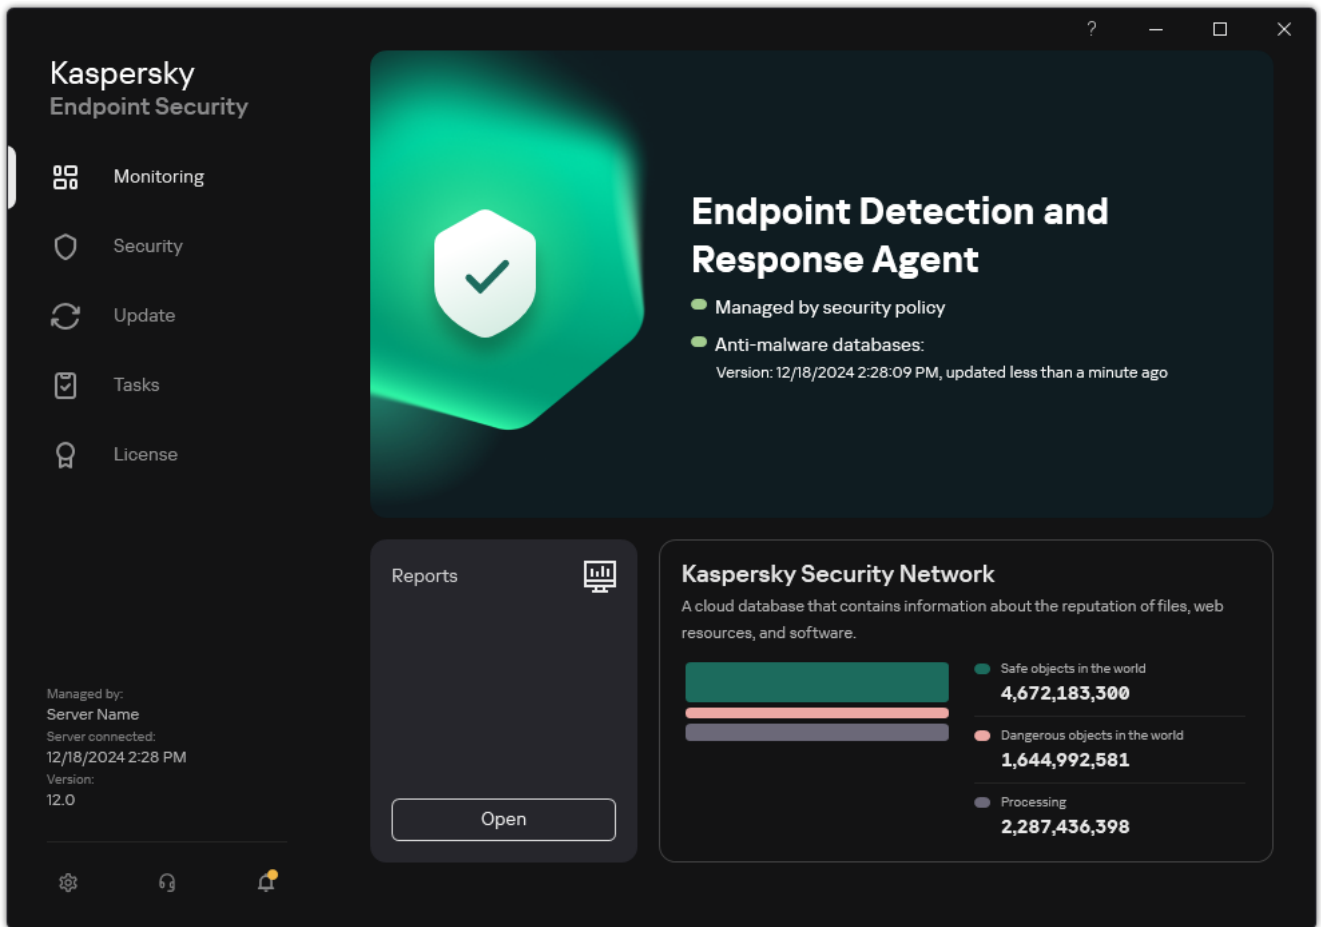 ?
Kaspersky
Endpoint Security
Monitoring
Security
Update
Tasks
License
Managed by:
Server Name
Server connected:
12/18/2024 2:28 PM
Version:
12.0
Endpoint Detection and
Response Agent
Managed by security policy
Anti-malware databases:
Version: 12/18/2024 2:28:09 PM, updated less than a minute ago
Reports
Open
Kaspersky Security Network
A cloud database that contains information about the reputation of files, web
resources, and software.
Safe objects in the world
4,672,183,300
Dangerous objects in the world
1,644,992,581
Processing
2,287,436,398